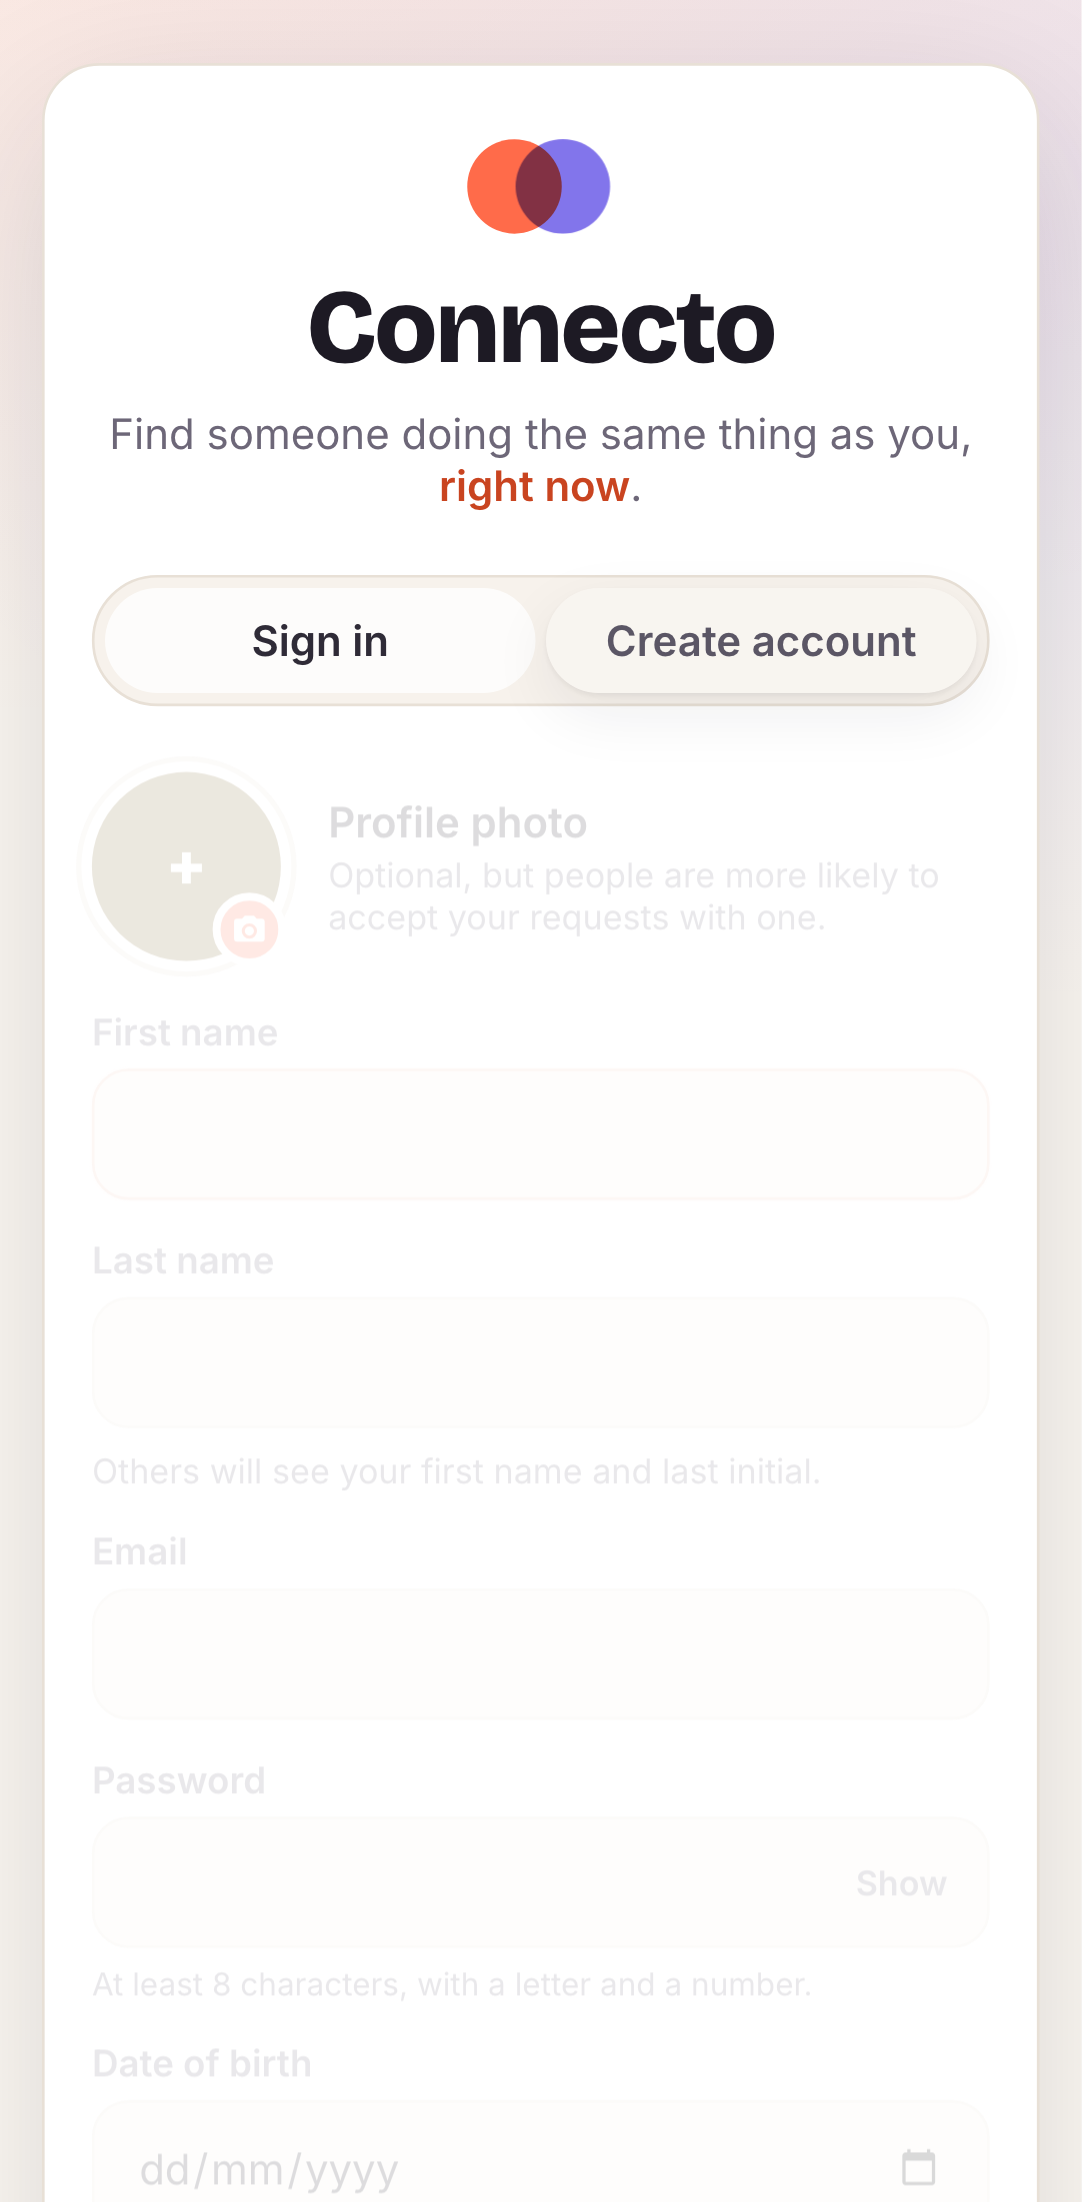 Connecto
Find someone doing the same thing as you,
right now.
Sign in
Create account
Profile photo
Optional, but people are more likely to
accept your requests with one.
First name
Last name
Others will see your first name and last initial.
Email
Password
Show
At least 8 characters, with a letter and a number.
Date of birth
dd/mm/yyyy